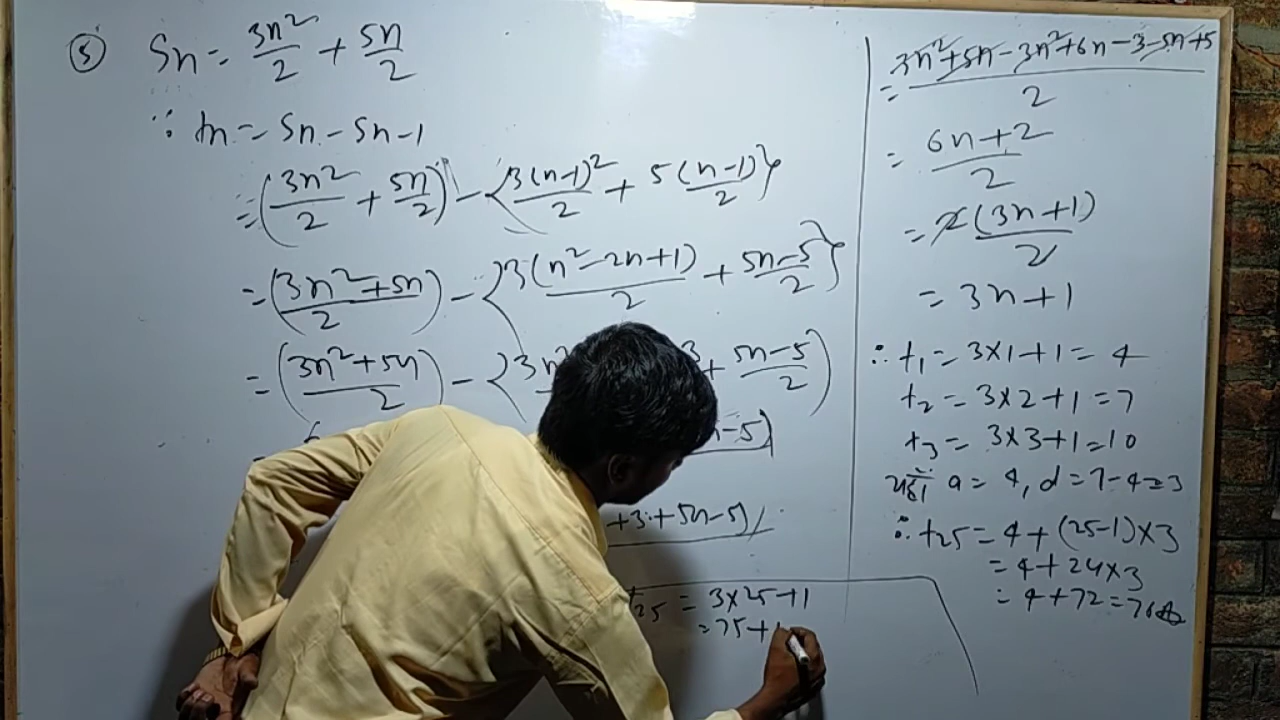 ⑤ Sn = 3n²/2 + 5n/2
∵ tn = Sn - Sn-1
= (3n²/2 + 5n/2) - {3(n-1)²/2 + 5(n-1)/2}
= (3n²+5n/2) - {3(n²-2n+1)/2 + 5n-5/2}
= (3n²+5n/2) - {3n² 3 + 5n-5/2)
-5)
+3+5n-5)/
t25 = 3×25+1
= 75+1
= 3n²+5n-3n²+6n-3-5n+5/2
= 6n+2/2
= 2(3n+1)/2
= 3n+1
∴ t1 = 3×1+1 = 4
t2 = 3×2+1 = 7
t3 = 3×3+1 = 10
यहाँ a = 4, d = 7-4 = 3
∴ t25 = 4+(25-1)×3
= 4+24×3
= 4+72 = 76